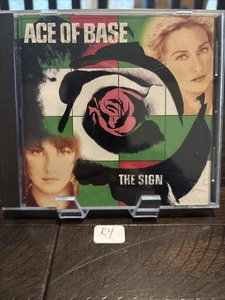 ACE OF BASE
THE SIGN
R4